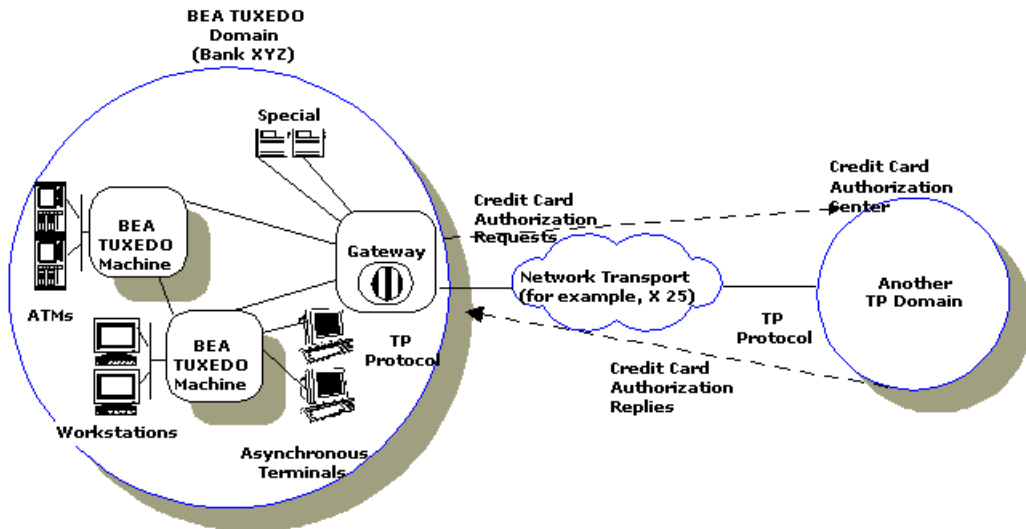 BEA TUXEDO
Domain
(Bank XYZ)
Special
Credit Card
Authorization
Center
Credit Card
Authorization
Requests
BEA
TUXEDO
Machine
Gateway
Network Transport
(for example, X 25)
Another
TP Domain
ATMs
TP
Protocol
TP
Protocol
BEA
TUXEDO
Machine
Credit Card
Authorization
Replies
Workstations
Asynchronous
Terminals